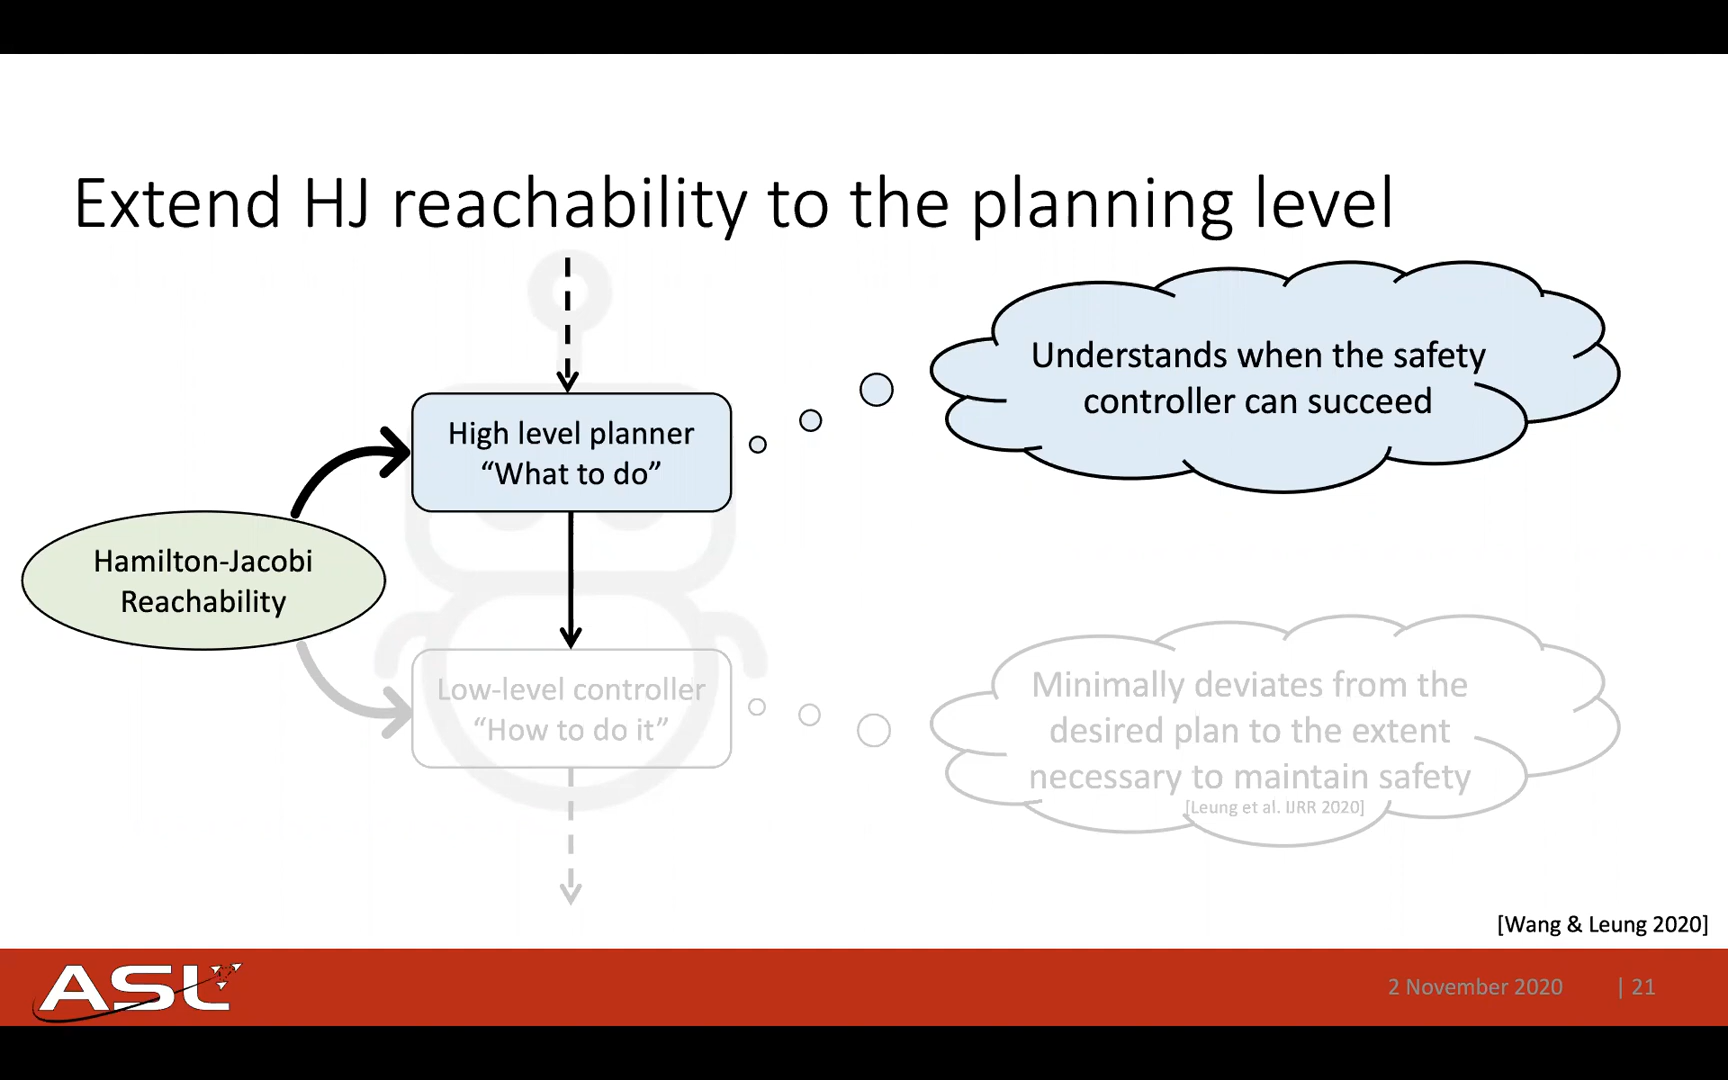 Extend HJ reachability to the planning level
Understands when the safety
controller can succeed
High level planner
“What to do”
Hamilton-Jacobi
Reachability
Low-level controller
“How to do it”
Minimally deviates from the
desired plan to the extent
necessary to maintain safety
[Leung et al. IJRR 2020]
[Wang & Leung 2020]
ASL
2 November 2020 | 21